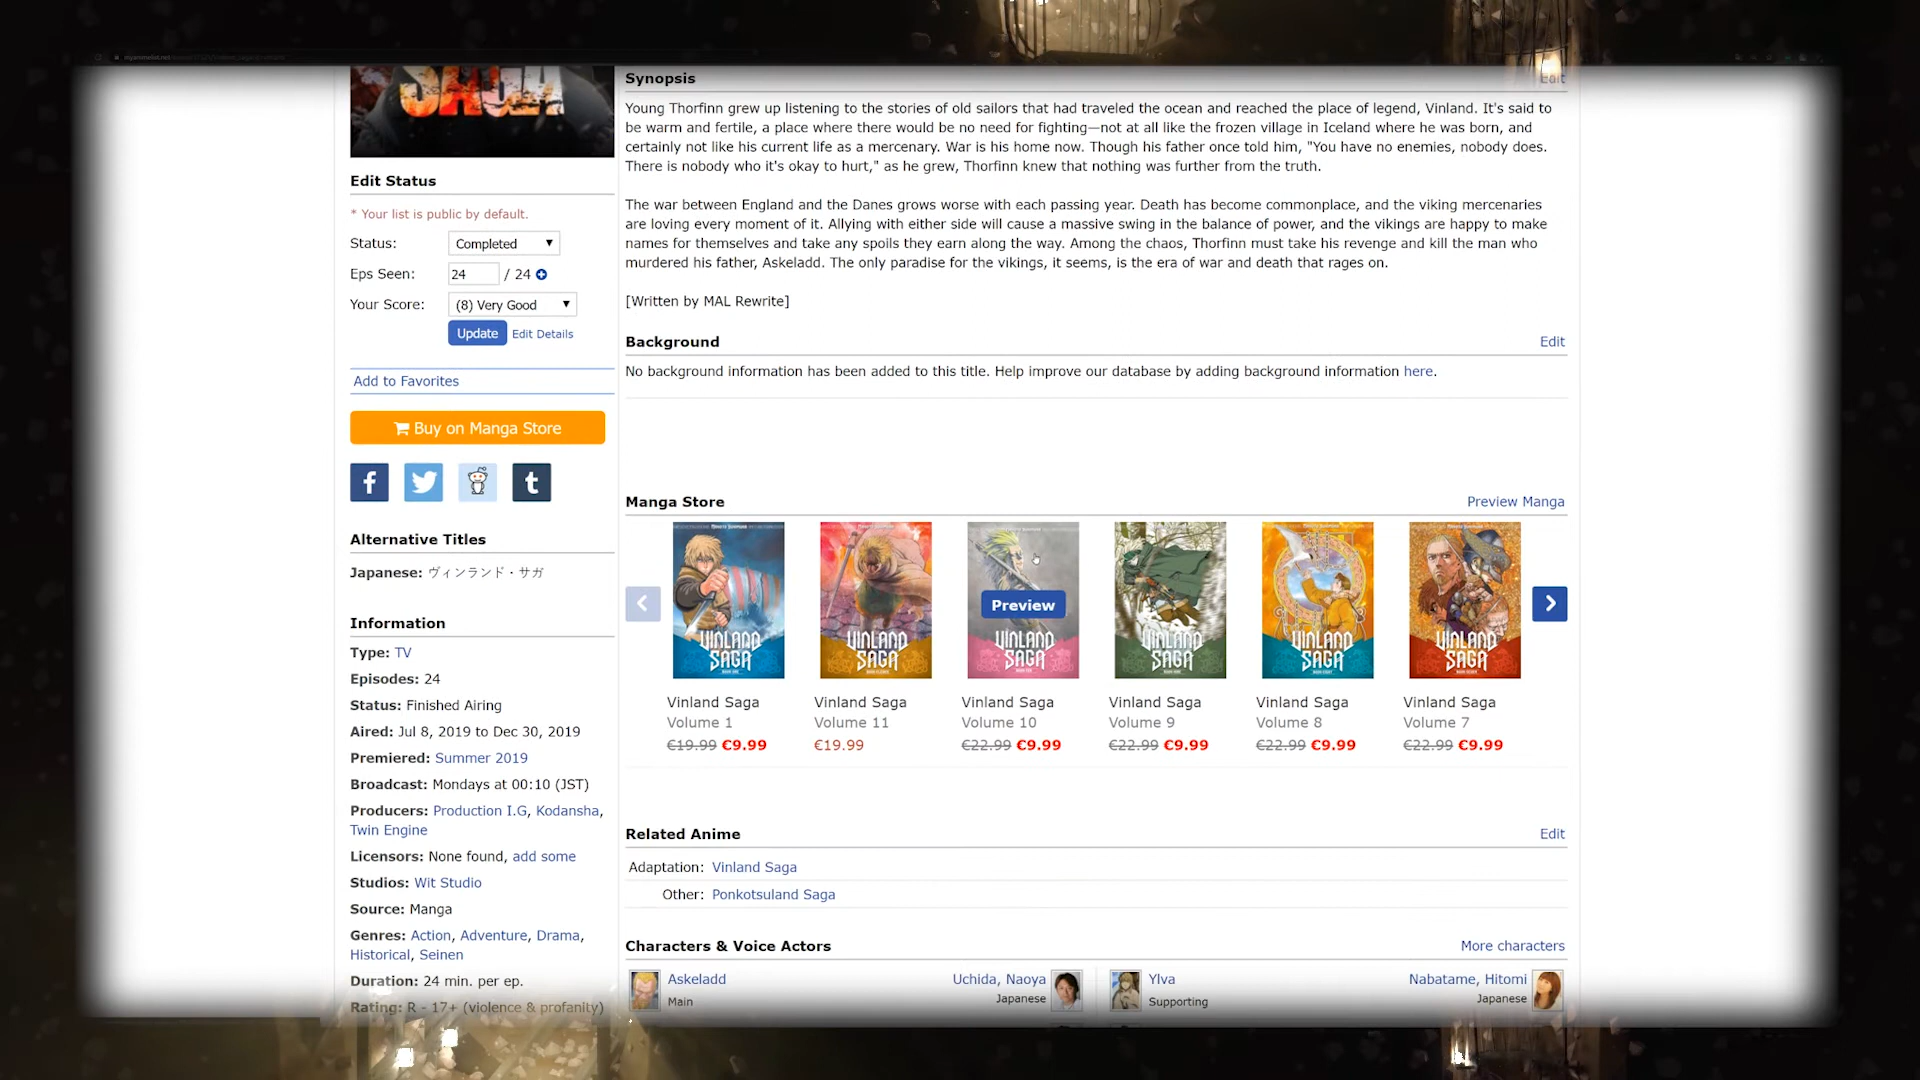 SAGA
Edit Status
* Your list is public by default.
Status: Completed
Eps Seen: 24 / 24
Your Score: (8) Very Good
Update Edit Details
Add to Favorites
Buy on Manga Store
Alternative Titles
Japanese: ヴィンランド・サガ
Information
Type: TV
Episodes: 24
Status: Finished Airing
Aired: Jul 8, 2019 to Dec 30, 2019
Premiered: Summer 2019
Broadcast: Mondays at 00:10 (JST)
Producers: Production I.G, Kodansha,
Twin Engine
Licensors: None found, add some
Studios: Wit Studio
Source: Manga
Genres: Action, Adventure, Drama,
Historical, Seinen
Duration: 24 min. per ep.
Rating: R - 17+ (violence & profanity)
Synopsis Edit
Young Thorfinn grew up listening to the stories of old sailors that had traveled the ocean and reached the place of legend, Vinland. It's said to
be warm and fertile, a place where there would be no need for fighting—not at all like the frozen village in Iceland where he was born, and
certainly not like his current life as a mercenary. War is his home now. Though his father once told him, "You have no enemies, nobody does.
There is nobody who it's okay to hurt," as he grew, Thorfinn knew that nothing was further from the truth.
The war between England and the Danes grows worse with each passing year. Death has become commonplace, and the viking mercenaries
are loving every moment of it. Allying with either side will cause a massive swing in the balance of power, and the vikings are happy to make
names for themselves and take any spoils they earn along the way. Among the chaos, Thorfinn must take his revenge and kill the man who
murdered his father, Askeladd. The only paradise for the vikings, it seems, is the era of war and death that rages on.
[Written by MAL Rewrite]
Background Edit
No background information has been added to this title. Help improve our database by adding background information here.
Manga Store Preview Manga
VINLAND SAGA VINLAND SAGA VINLAND SAGA VINLAND SAGA VINLAND SAGA VINLAND SAGA
Preview
Vinland Saga Vinland Saga Vinland Saga Vinland Saga Vinland Saga Vinland Saga
Volume 1 Volume 11 Volume 10 Volume 9 Volume 8 Volume 7
€19.99 €9.99 €19.99 €22.99 €9.99 €22.99 €9.99 €22.99 €9.99 €22.99 €9.99
Related Anime Edit
Adaptation: Vinland Saga
Other: Ponkotsuland Saga
Characters & Voice Actors More characters
Askeladd Uchida, Naoya Ylva Nabatame, Hitomi
Main Japanese Supporting Japanese